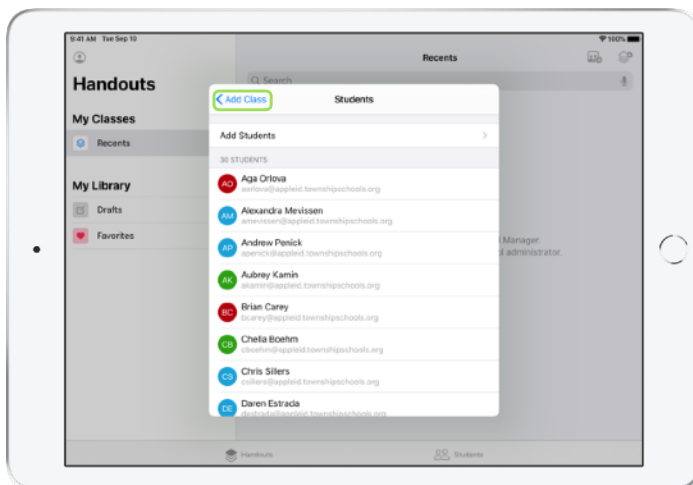 9:41 AM Tue Sep 10
100%
Recents
Handouts
Search
Add Class
Students
My Classes
Add Students
Recents
30 STUDENTS
AO
Aga Orlova
aorlova@appleid.townshipschools.org
My Library
AM
Alexandra Mevissen
amevissen@appleid.townshipschools.org
Drafts
AP
Andrew Penick
apenick@appleid.townshipschools.org
Favorites
Manager.
administrator.
AK
Aubrey Kamin
akamin@appleid.townshipschools.org
BC
Brian Carey
bcarey@appleid.townshipschools.org
CB
Chella Boehm
cboehm@appleid.townshipschools.org
CS
Chris Sillers
csillers@appleid.townshipschools.org
DE
Daren Estrada
destrada@appleid.townshipschools.org
Handouts
Students